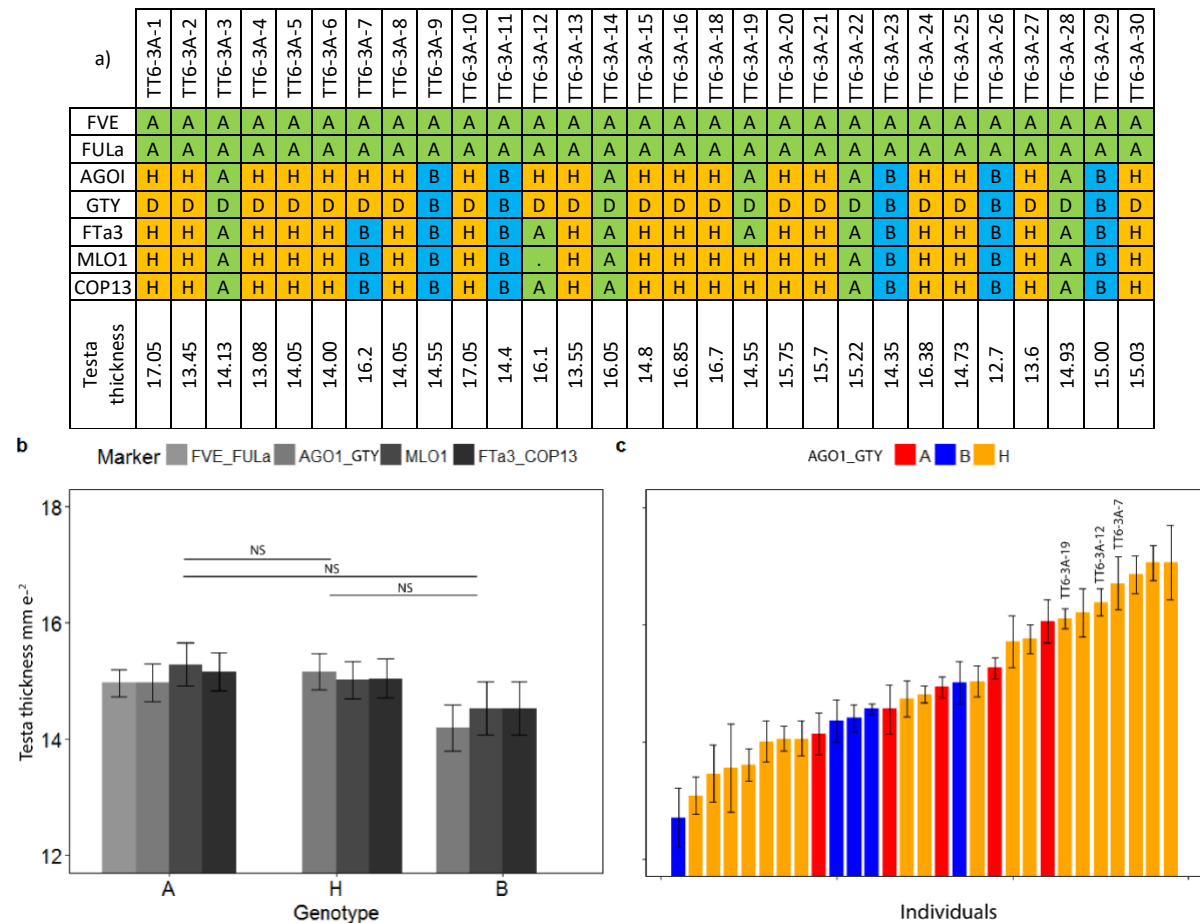 a) TT6-3A-1 TT6-3A-2 TT6-3A-3 TT6-3A-4 TT6-3A-5 TT6-3A-6 TT6-3A-7 TT6-3A-8 TT6-3A-9 TT6-3A-10 TT6-3A-11 TT6-3A-12 TT6-3A-13 TT6-3A-14 TT6-3A-15 TT6-3A-16 TT6-3A-18 TT6-3A-19 TT6-3A-20 TT6-3A-21 TT6-3A-22 TT6-3A-23 TT6-3A-24 TT6-3A-25 TT6-3A-26 TT6-3A-27 TT6-3A-28 TT6-3A-29 TT6-3A-30
FVE A A A A A A A A A A A A A A A A A A A A A A A A A A A A A
FULa A A A A A A A A A A A A A A A A A A A A A A A A A A A A A
AGOI H H A H H H H H B H B H H A H H H A H H A B H H B H A B H
GTY D D D D D D D D B D B D D D D D D D D D D B D D B D D B D
FTa3 H H A H H H B H B H B A H A H H H A H H A B H H B H A B H
MLO1 H H A H H H B H B H B . H A H H H H H H A B H H B H A B H
COP13 H H A H H H B H B H B A H A H H H H H H A B H H B H A B H
Testa thickness 17.05 13.45 14.13 13.08 14.05 14.00 16.2 14.05 14.55 17.05 14.4 16.1 13.55 16.05 14.8 16.85 16.7 14.55 15.75 15.7 15.22 14.35 16.38 14.73 12.7 13.6 14.93 15.00 15.03
b Marker FVE_FULa AGO1_GTY MLO1 FTa3_COP13
Testa thickness mm e-²
18
16
14
12
NS
NS
NS
A H B
Genotype
c AGO1_GTY A B H
TT6-3A-19
TT6-3A-12
TT6-3A-7
Individuals